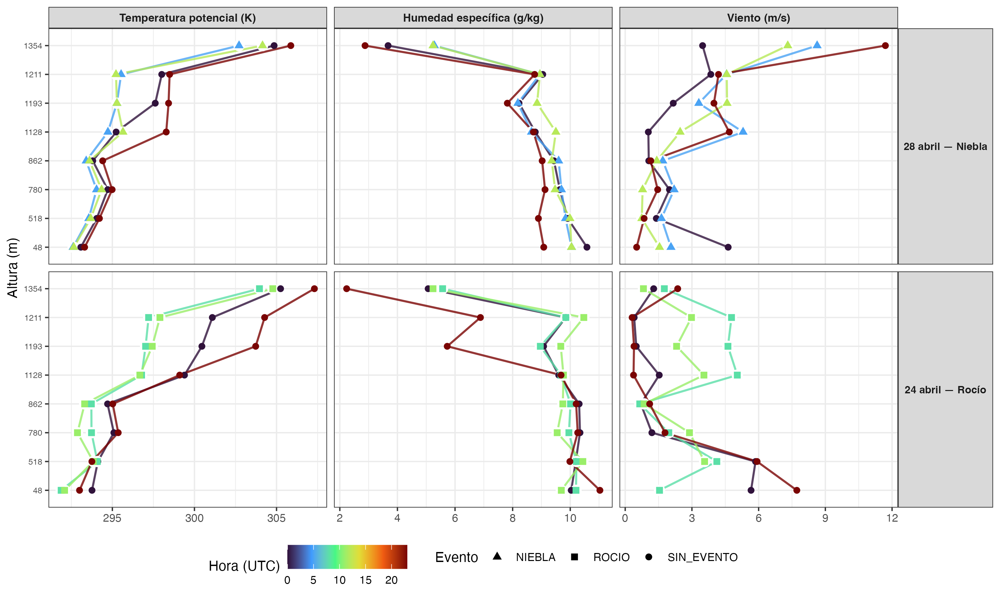 Temperatura potencial (K)
Humedad específica (g/kg)
Viento (m/s)
Altura (m)
1354
1211
1193
1128
862
780
518
48
28 abril — Niebla
1354
1211
1193
1128
862
780
518
48
24 abril — Rocío
295 300 305
2 4 6 8 10
0 3 6 9 12
Hora (UTC)
0 5 10 15 20
Evento NIEBLA ROCIO SIN_EVENTO